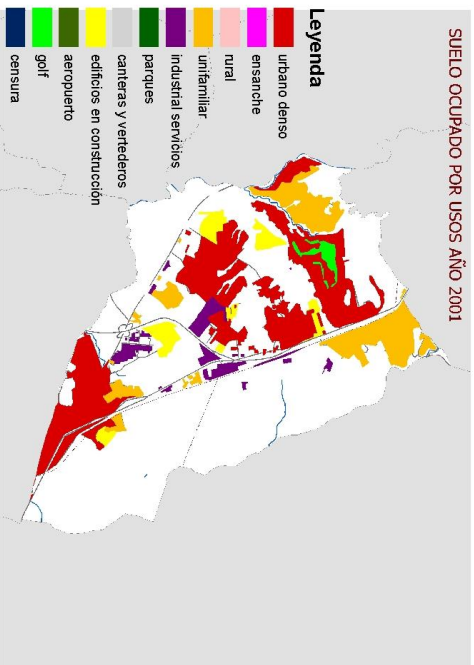 SUELO OCUPADO POR USOS AÑO 2001
Leyenda
urbano denso
ensanche
rural
unifamiliar
industrial servicios
parques
canteras y vertederos
edificios en construcción
aeropuerto
golf
censura